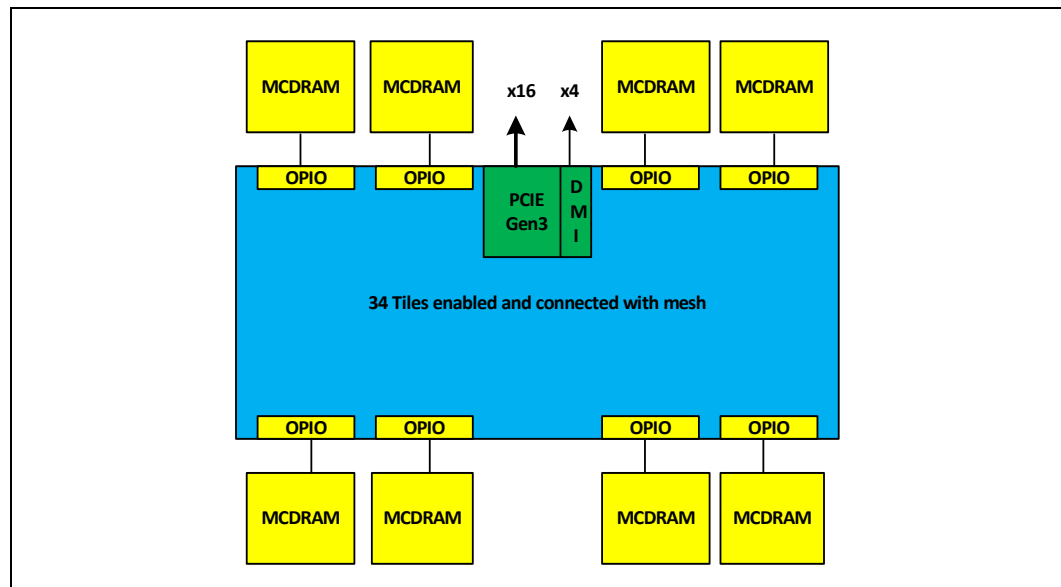 MCDRAM
MCDRAM
x16
x4
MCDRAM
MCDRAM
OPIO
OPIO
PCIE
Gen3
D
M
I
OPIO
OPIO
34 Tiles enabled and connected with mesh
OPIO
OPIO
OPIO
OPIO
MCDRAM
MCDRAM
MCDRAM
MCDRAM